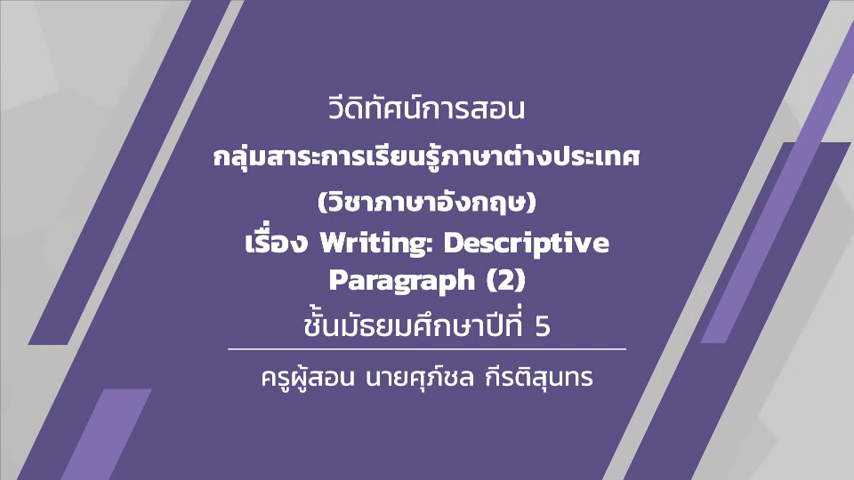 วีดิทัศน์การสอน
กลุ่มสาระการเรียนรู้ภาษาต่างประเทศ
(วิชาภาษาอังกฤษ)
เรื่อง Writing: Descriptive
Paragraph (2)
ชั้นมัธยมศึกษาปีที่ 5
ครูผู้สอน นายศุภ์ชล กีรติสุนทร